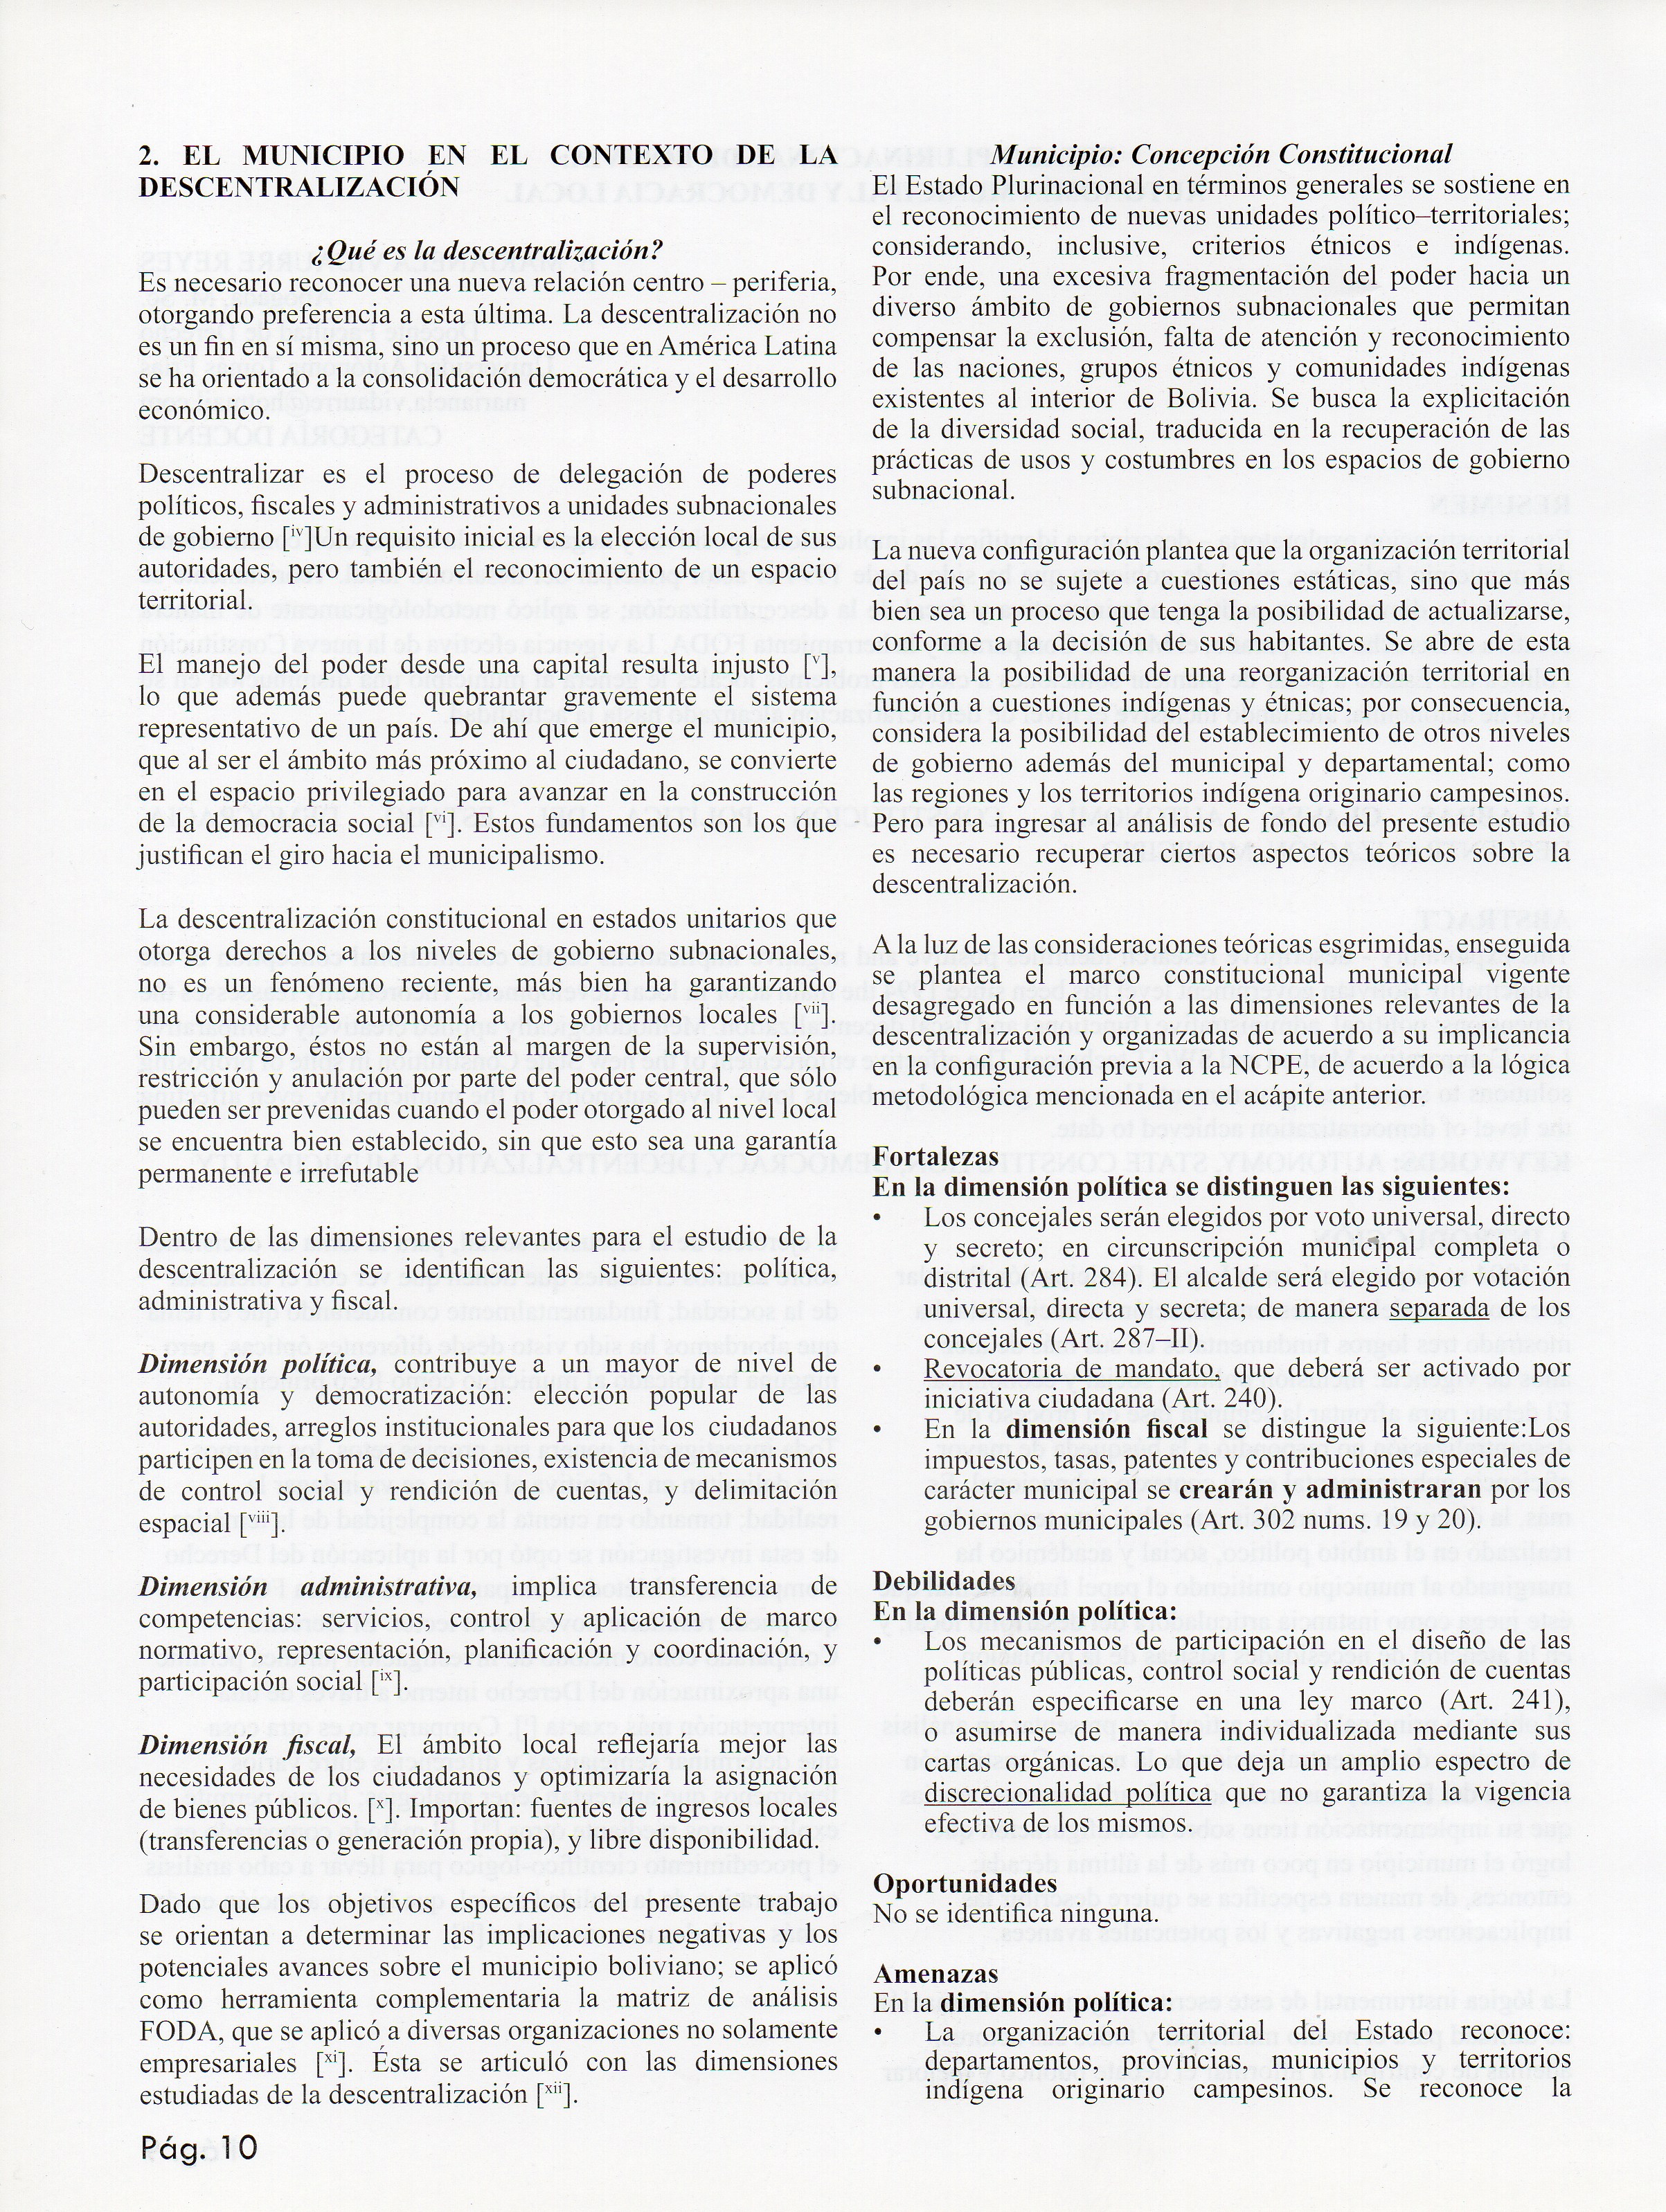 2. EL MUNICIPIO EN EL CONTEXTO DE LA
DESCENTRALIZACIÓN
¿Qué es la descentralización?
Es necesario reconocer una nueva relación centro – periferia,
otorgando preferencia a esta última. La descentralización no
es un fin en sí misma, sino un proceso que en América Latina
se ha orientado a la consolidación democrática y el desarrollo
económico.
Descentralizar es el proceso de delegación de poderes
políticos, fiscales y administrativos a unidades subnacionales
de gobierno [iv]Un requisito inicial es la elección local de sus
autoridades, pero también el reconocimiento de un espacio
territorial.
El manejo del poder desde una capital resulta injusto [v],
lo que además puede quebrantar gravemente el sistema
representativo de un país. De ahí que emerge el municipio,
que al ser el ámbito más próximo al ciudadano, se convierte
en el espacio privilegiado para avanzar en la construcción
de la democracia social [vi]. Estos fundamentos son los que
justifican el giro hacia el municipalismo.
La descentralización constitucional en estados unitarios que
otorga derechos a los niveles de gobierno subnacionales,
no es un fenómeno reciente, más bien ha garantizando
una considerable autonomía a los gobiernos locales [vii].
Sin embargo, éstos no están al margen de la supervisión,
restricción y anulación por parte del poder central, que sólo
pueden ser prevenidas cuando el poder otorgado al nivel local
se encuentra bien establecido, sin que esto sea una garantía
permanente e irrefutable
Dentro de las dimensiones relevantes para el estudio de la
descentralización se identifican las siguientes: política,
administrativa y fiscal.
Dimensión política, contribuye a un mayor de nivel de
autonomía y democratización: elección popular de las
autoridades, arreglos institucionales para que los ciudadanos
participen en la toma de decisiones, existencia de mecanismos
de control social y rendición de cuentas, y delimitación
espacial [viii].
Dimensión administrativa, implica transferencia de
competencias: servicios, control y aplicación de marco
normativo, representación, planificación y coordinación, y
participación social [ix].
Dimensión fiscal, El ámbito local reflejaría mejor las
necesidades de los ciudadanos y optimizaría la asignación
de bienes públicos. [x]. Importan: fuentes de ingresos locales
(transferencias o generación propia), y libre disponibilidad.
Dado que los objetivos específicos del presente trabajo
se orientan a determinar las implicaciones negativas y los
potenciales avances sobre el municipio boliviano; se aplicó
como herramienta complementaria la matriz de análisis
FODA, que se aplicó a diversas organizaciones no solamente
empresariales [xi]. Ésta se articuló con las dimensiones
estudiadas de la descentralización [xii].
Municipio: Concepción Constitucional
El Estado Plurinacional en términos generales se sostiene en
el reconocimiento de nuevas unidades político–territoriales;
considerando, inclusive, criterios étnicos e indígenas.
Por ende, una excesiva fragmentación del poder hacia un
diverso ámbito de gobiernos subnacionales que permitan
compensar la exclusión, falta de atención y reconocimiento
de las naciones, grupos étnicos y comunidades indígenas
existentes al interior de Bolivia. Se busca la explicitación
de la diversidad social, traducida en la recuperación de las
prácticas de usos y costumbres en los espacios de gobierno
subnacional.
La nueva configuración plantea que la organización territorial
del país no se sujete a cuestiones estáticas, sino que más
bien sea un proceso que tenga la posibilidad de actualizarse,
conforme a la decisión de sus habitantes. Se abre de esta
manera la posibilidad de una reorganización territorial en
función a cuestiones indígenas y étnicas; por consecuencia,
considera la posibilidad del establecimiento de otros niveles
de gobierno además del municipal y departamental; como
las regiones y los territorios indígena originario campesinos.
Pero para ingresar al análisis de fondo del presente estudio
es necesario recuperar ciertos aspectos teóricos sobre la
descentralización.
A la luz de las consideraciones teóricas esgrimidas, enseguida
se plantea el marco constitucional municipal vigente
desagregado en función a las dimensiones relevantes de la
descentralización y organizadas de acuerdo a su implicancia
en la configuración previa a la NCPE, de acuerdo a la lógica
metodológica mencionada en el acápite anterior.
Fortalezas
En la dimensión política se distinguen las siguientes:
• Los concejales serán elegidos por voto universal, directo
y secreto; en circunscripción municipal completa o
distrital (Art. 284). El alcalde será elegido por votación
universal, directa y secreta; de manera separada de los
concejales (Art. 287–II).
• Revocatoria de mandato, que deberá ser activado por
iniciativa ciudadana (Art. 240).
• En la dimensión fiscal se distingue la siguiente:Los
impuestos, tasas, patentes y contribuciones especiales de
carácter municipal se crearán y administraran por los
gobiernos municipales (Art. 302 nums. 19 y 20).
Debilidades
En la dimensión política:
• Los mecanismos de participación en el diseño de las
políticas públicas, control social y rendición de cuentas
deberán especificarse en una ley marco (Art. 241),
o asumirse de manera individualizada mediante sus
cartas orgánicas. Lo que deja un amplio espectro de
discrecionalidad política que no garantiza la vigencia
efectiva de los mismos.
Oportunidades
No se identifica ninguna.
Amenazas
En la dimensión política:
• La organización territorial del Estado reconoce:
departamentos, provincias, municipios y territorios
indígena originario campesinos. Se reconoce la
Pág. 10